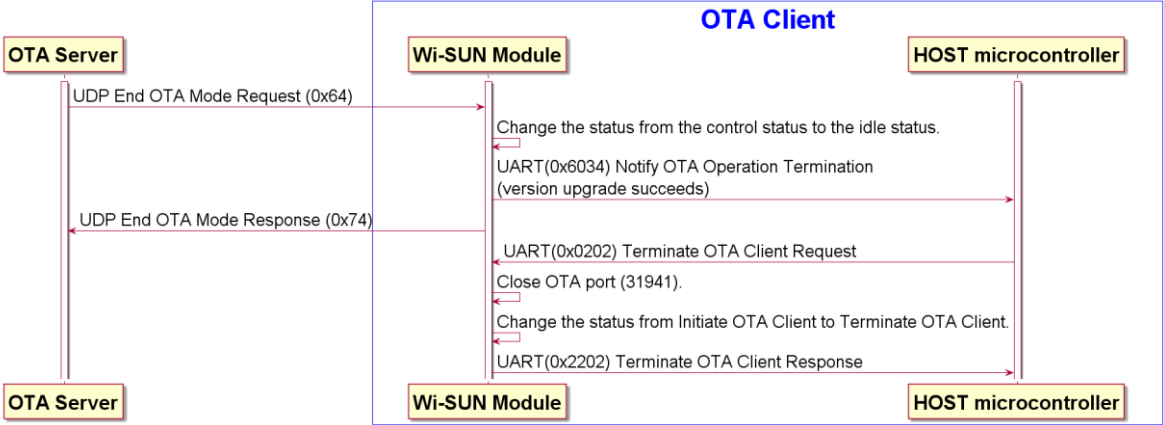 OTA Client
OTA Server
Wi-SUN Module
HOST microcontroller
UDP End OTA Mode Request (0x64)
Change the status from the control status to the idle status.
UART(0x6034) Notify OTA Operation Termination
(version upgrade succeeds)
UDP End OTA Mode Response (0x74)
UART(0x0202) Terminate OTA Client Request
Close OTA port (31941).
Change the status from Initiate OTA Client to Terminate OTA Client.
UART(0x2202) Terminate OTA Client Response
OTA Server
Wi-SUN Module
HOST microcontroller